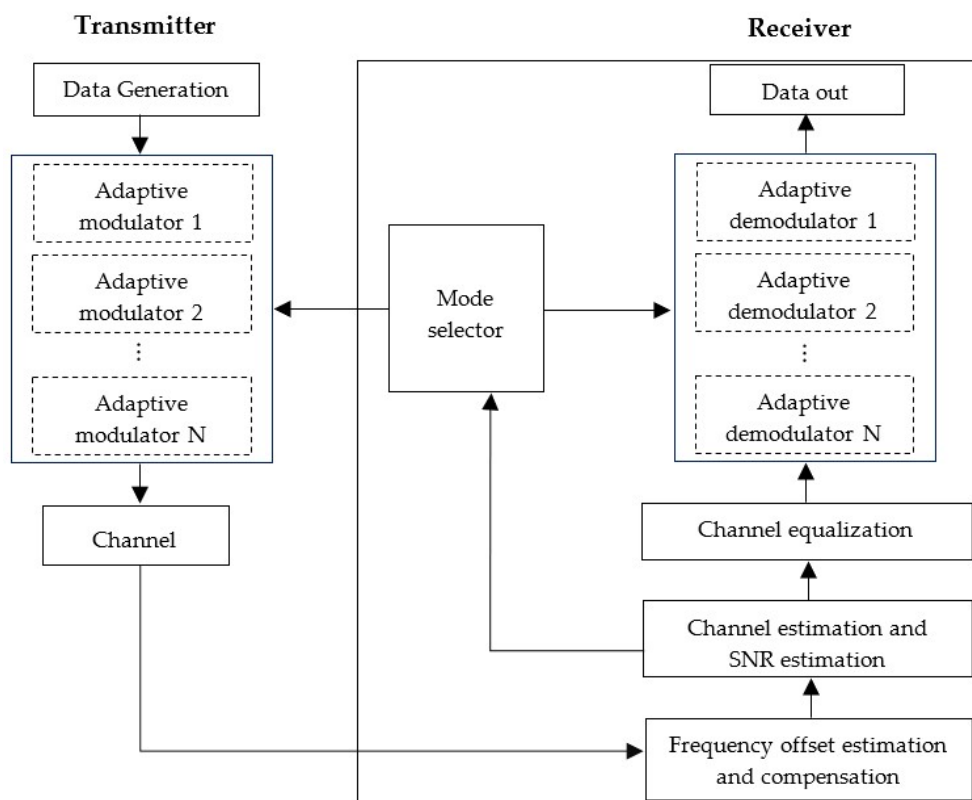 Transmitter
Data Generation
Adaptive
modulator 1
Adaptive
modulator 2
⋮
Adaptive
modulator N
Channel
Mode
selector
Receiver
Data out
Adaptive
demodulator 1
Adaptive
demodulator 2
⋮
Adaptive
demodulator N
Channel equalization
Channel estimation and
SNR estimation
Frequency offset estimation
and compensation